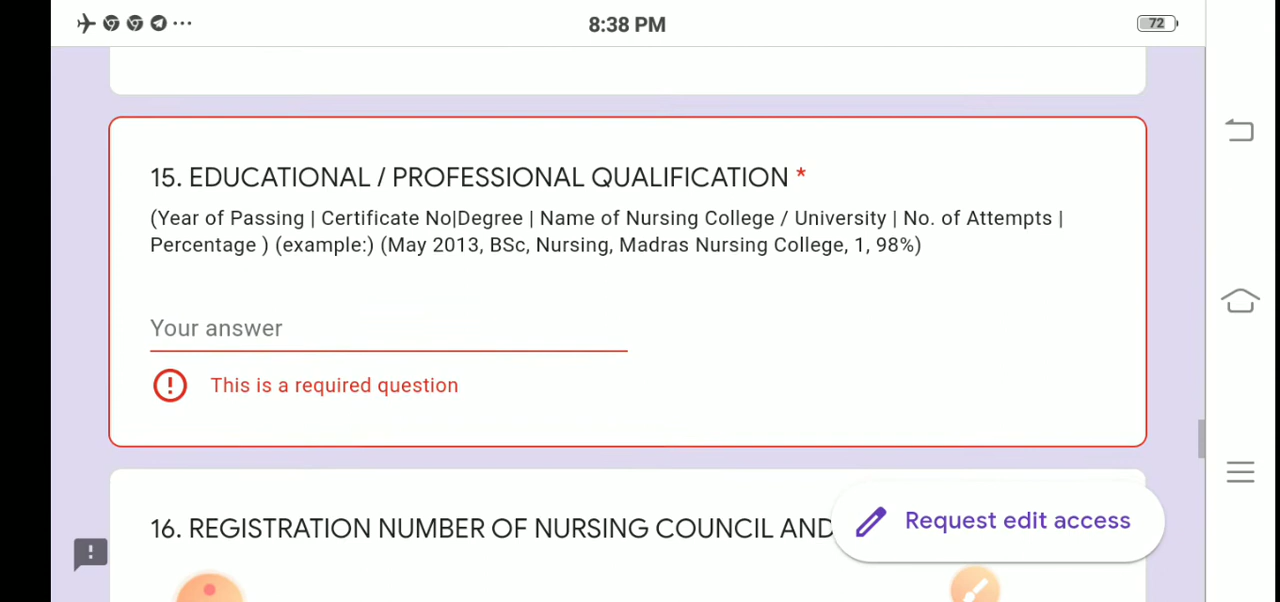 8:38 PM
72
15. EDUCATIONAL / PROFESSIONAL QUALIFICATION *
(Year of Passing | Certificate No|Degree | Name of Nursing College / University | No. of Attempts |
Percentage ) (example:) (May 2013, BSc, Nursing, Madras Nursing College, 1, 98%)
Your answer
This is a required question
16. REGISTRATION NUMBER OF NURSING COUNCIL AND
Request edit access